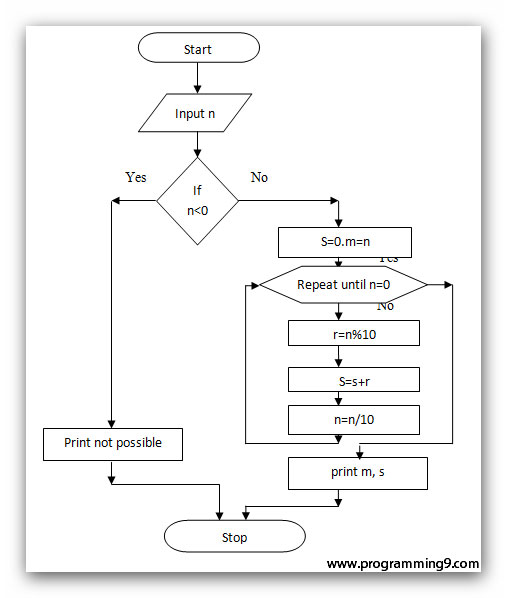 Start
Input n
Yes
If
No
n<0
S=0.m=n
Yes
Repeat until n=0
No
r=n%10
S=s+r
n=n/10
Print not possible
print m, s
Stop
www.programming9.com